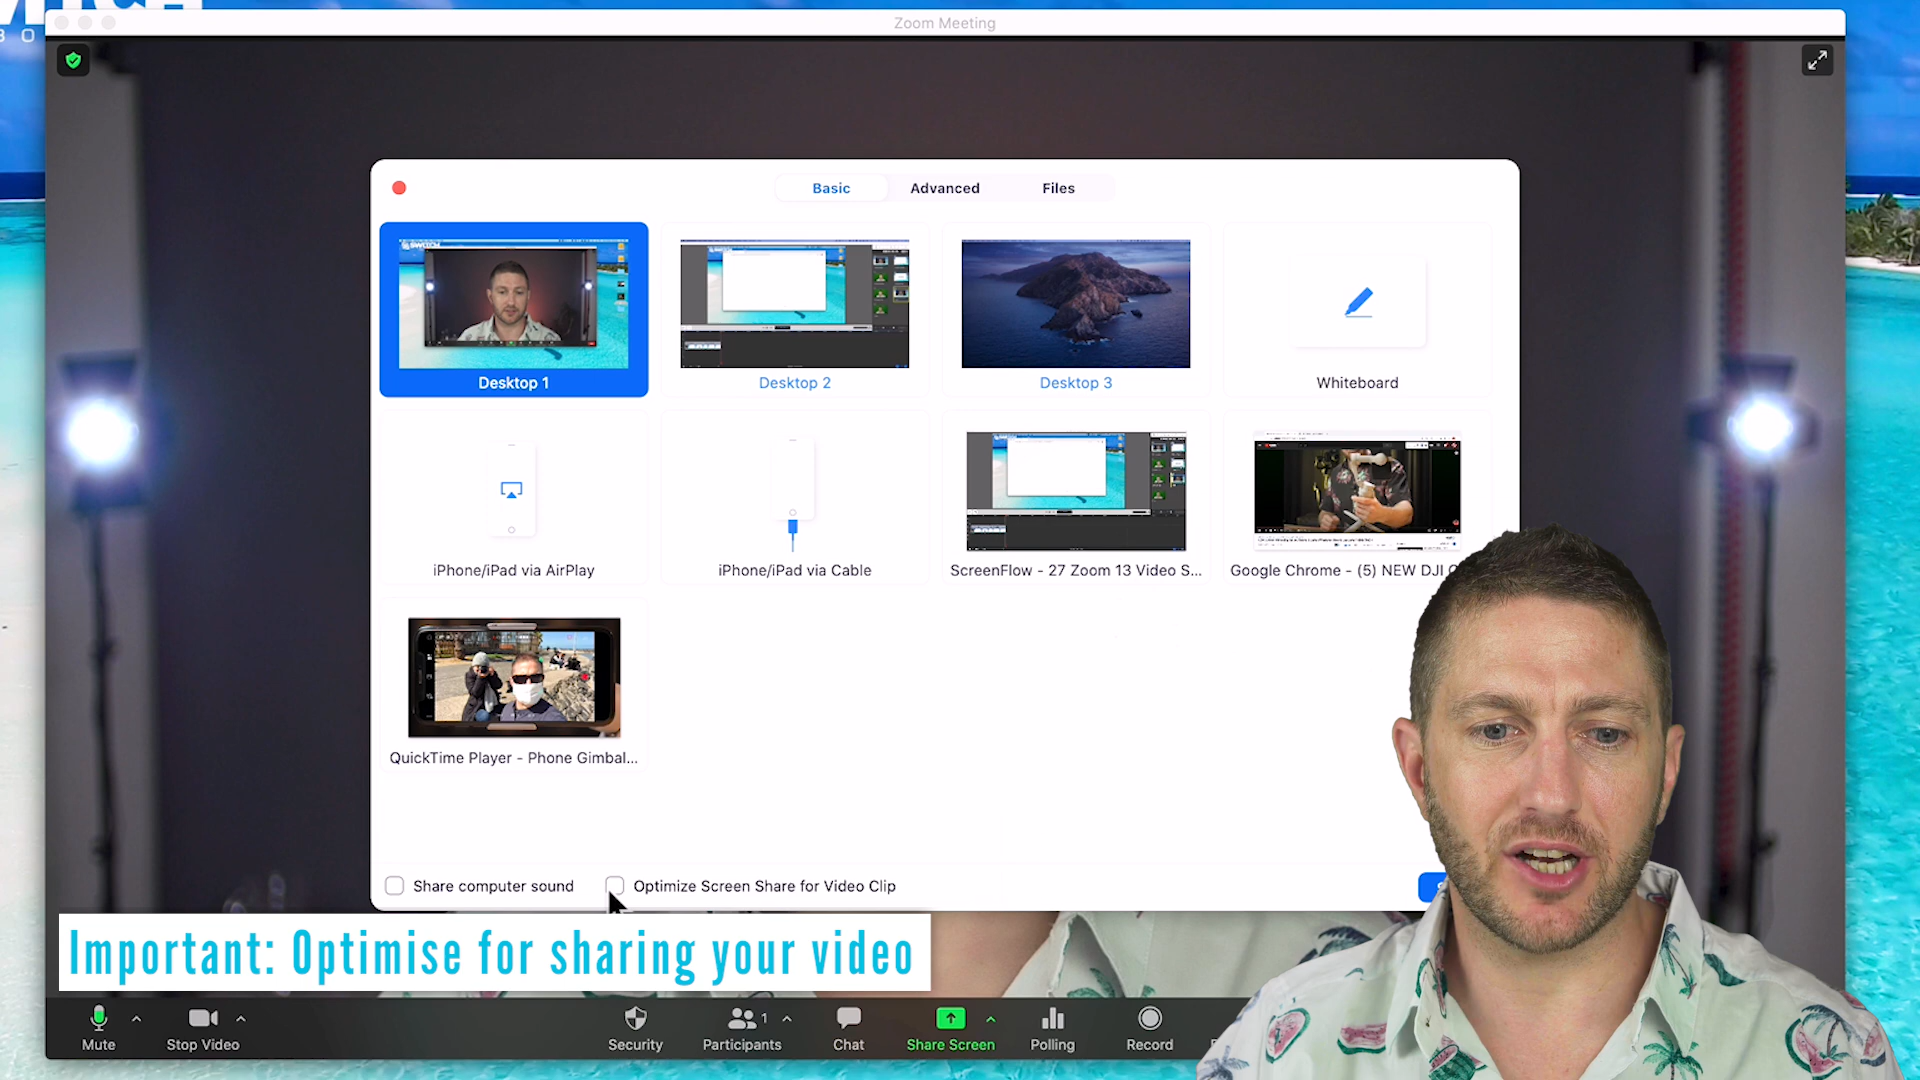 Zoom Meeting
Basic
Advanced
Files
Desktop 1
Desktop 2
Desktop 3
Whiteboard
iPhone/iPad via AirPlay
iPhone/iPad via Cable
ScreenFlow - 27 Zoom 13 Video S...
Google Chrome - (5) NEW DJI
QuickTime Player - Phone Gimbal...
Share computer sound
Optimize Screen Share for Video Clip
Important: Optimise for sharing your video
Mute
Stop Video
Security
Participants
1
Chat
Share Screen
Polling
Record